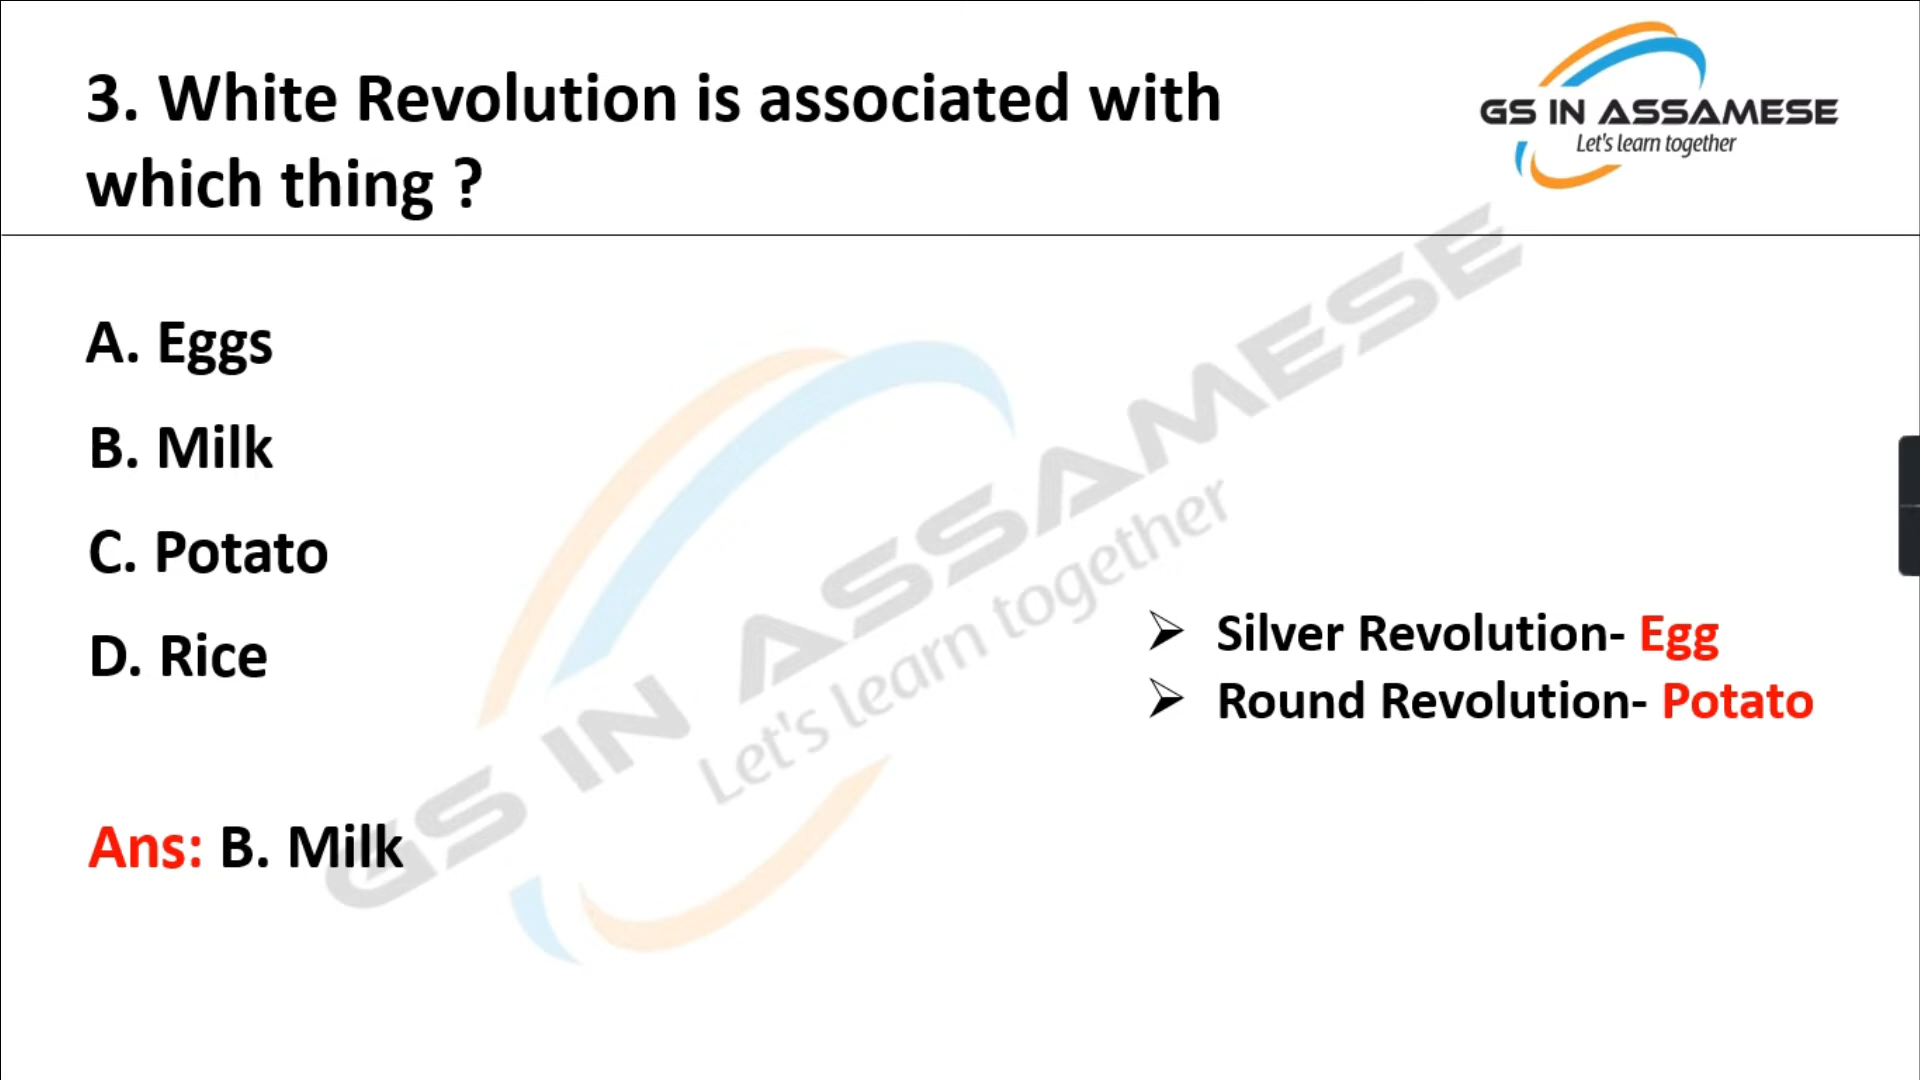 3. White Revolution is associated with
which thing ?
GS IN ASSAMESE
Let's learn together
A. Eggs
B. Milk
C. Potato
D. Rice
➢ Silver Revolution- Egg
➢ Round Revolution- Potato
Ans: B. Milk
GS IN ASSAMESE
Let's learn together